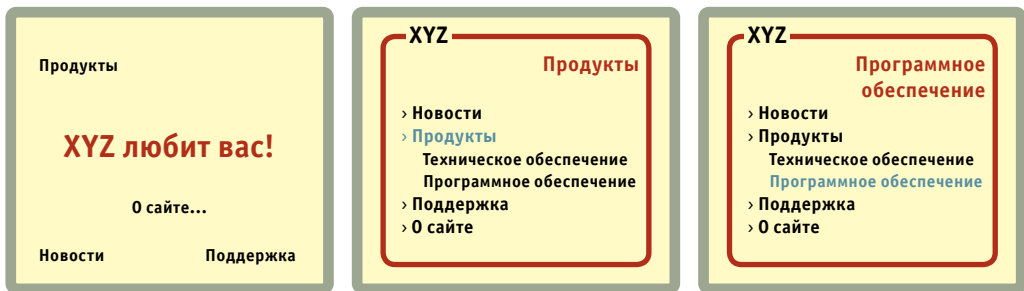 Продукты
XYZ любит вас!
О сайте...
Новости Поддержка
XYZ
Продукты
› Новости
› Продукты
Техническое обеспечение
Программное обеспечение
› Поддержка
› О сайте
XYZ
Программное
обеспечение
› Новости
› Продукты
Техническое обеспечение
Программное обеспечение
› Поддержка
› О сайте